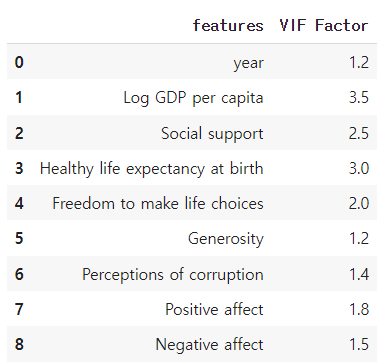 features VIF Factor
0 year 1.2
1 Log GDP per capita 3.5
2 Social support 2.5
3 Healthy life expectancy at birth 3.0
4 Freedom to make life choices 2.0
5 Generosity 1.2
6 Perceptions of corruption 1.4
7 Positive affect 1.8
8 Negative affect 1.5